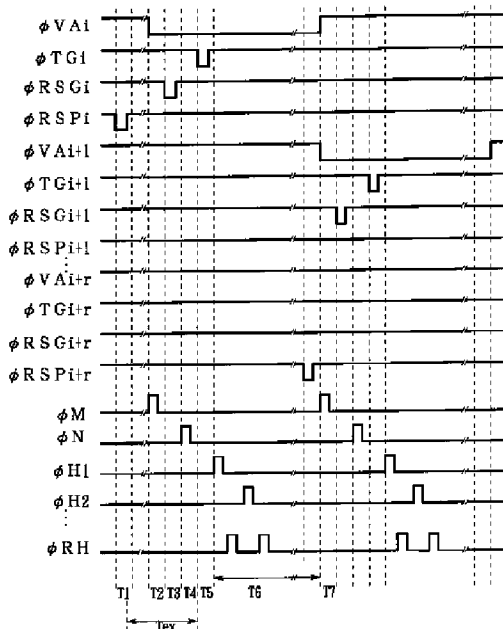 φVAi
φTGi
φRSGi
φRSPi
φVAi+1
φTGi+1
φRSGi+1
φRSPi+1
⋮
φVAi+r
φTGi+r
φRSGi+r
φRSPi+r
φM
φN
φH1
φH2
⋮
φRH
T1 T2 T3 T4 T5 T6 T7
Tex